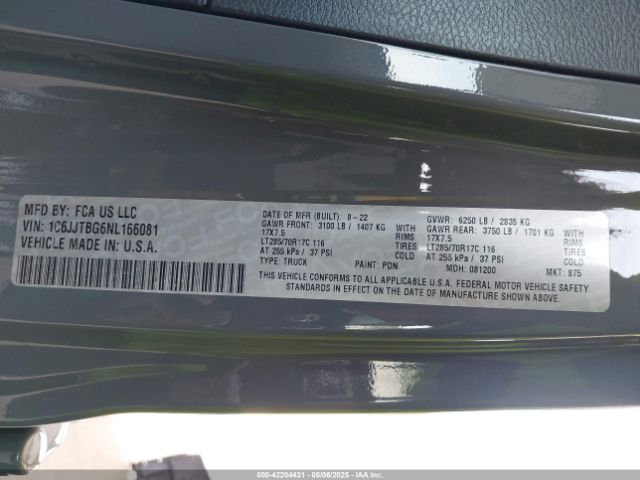 MFD BY: FCA US LLC
VIN: 1C6JJTBG6NL166081
VEHICLE MADE IN: U.S.A.
DATE OF MFR (BUILT): 8-22
GAWR FRONT: 3100 LB / 1407 KG
17X7.5 RIMS
LT285/70R17C 116 TIRES
AT 255 kPa / 37 PSI COLD
TYPE: TRUCK PAINT: PDN
GVWR: 6250 LB / 2835 KG
GAWR REAR: 3750 LB / 1701 KG
17X7.5 RIMS
LT285/70R17C 116 TIRES
AT 255 kPa / 37 PSI COLD
MDH: 081200 MKT: 875
THIS VEHICLE CONFORMS TO ALL APPLICABLE U.S.A. FEDERAL MOTOR VEHICLE SAFETY
STANDARDS IN EFFECT ON THE DATE OF MANUFACTURE SHOWN ABOVE.
000-42204431 - 05/06/2025 - IAA Inc.